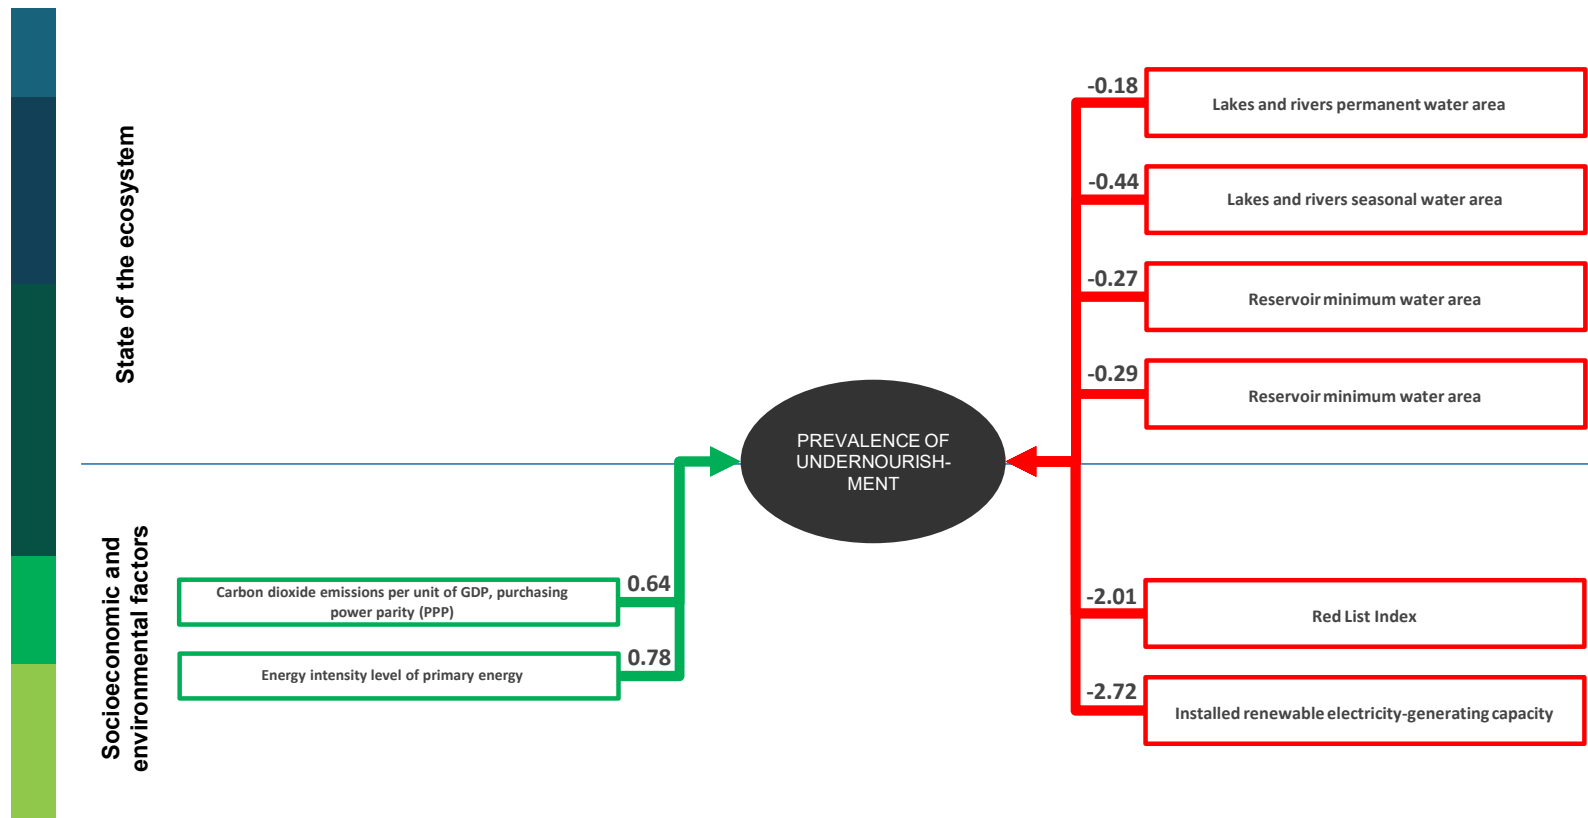 State of the ecosystem
-0.18
Lakes and rivers permanent water area
-0.44
Lakes and rivers seasonal water area
-0.27
Reservoir minimum water area
-0.29
Reservoir minimum water area
PREVALENCE OF
UNDERNOURISH-
MENT
Socioeconomic and
environmental factors
Carbon dioxide emissions per unit of GDP, purchasing
power parity (PPP)
0.64
Energy intensity level of primary energy
0.78
-2.01
Red List Index
-2.72
Installed renewable electricity-generating capacity